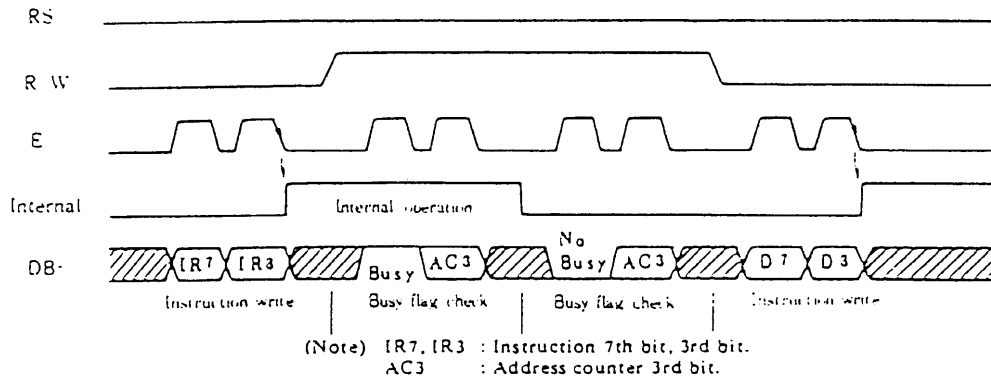 RS
R W
E
Internal
Internal operation
No
DB-
IR7 IR3 Busy AC3 Busy AC3 D7 D3
Instruction write Busy flag check Busy flag check Instruction write
(Note) IR7, IR3 : Instruction 7th bit, 3rd bit.
AC3 : Address counter 3rd bit.